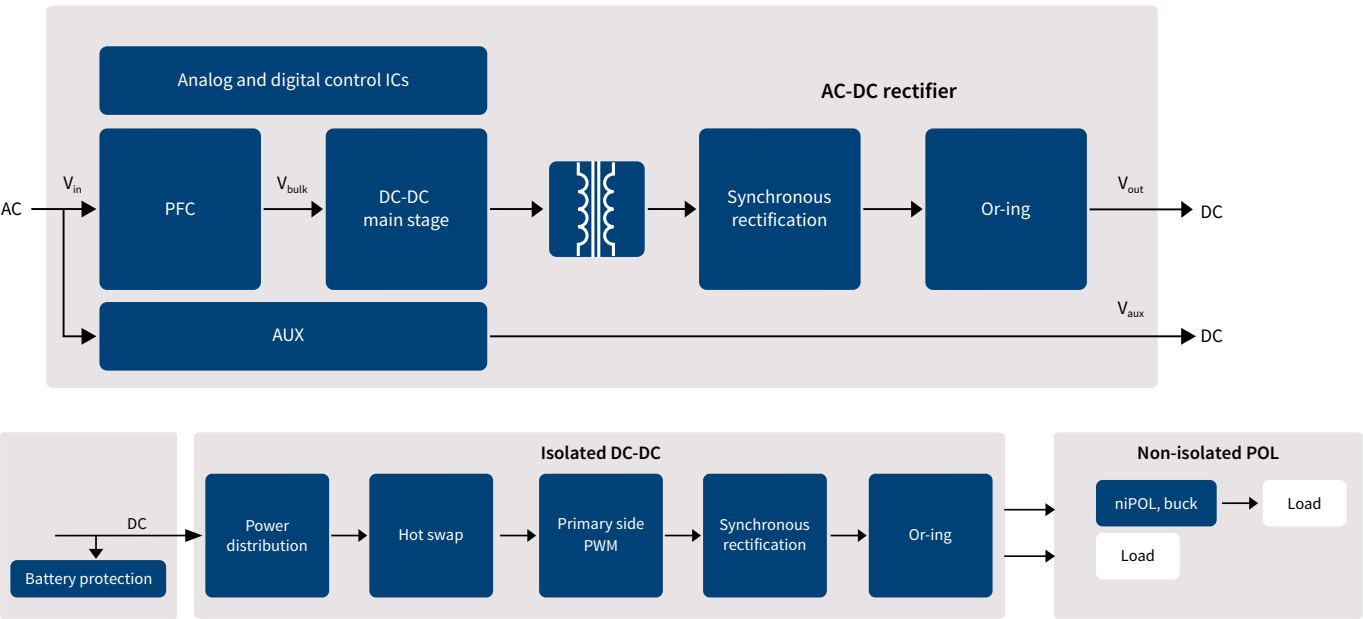 Analog and digital control ICs
AC-DC rectifier
AC
Vin
PFC
Vbulk
DC-DC
main stage
Synchronous
rectification
Or-ing
Vout
DC
AUX
Vaux
DC
DC
Battery protection
Isolated DC-DC
Power
distribution
Hot swap
Primary side
PWM
Synchronous
rectification
Or-ing
Non-isolated POL
niPOL, buck
Load
Load